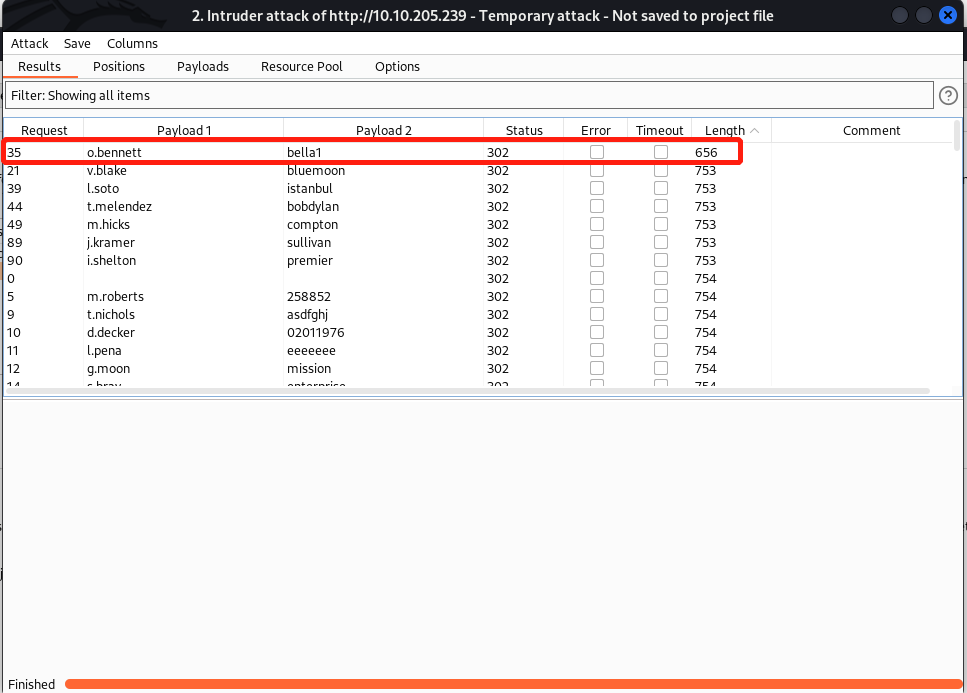 2. Intruder attack of http://10.10.205.239 - Temporary attack - Not saved to project file
Attack Save Columns
Results Positions Payloads Resource Pool Options
Filter: Showing all items ?
Request Payload 1 Payload 2 Status Error Timeout Length Comment
35 o.bennett bella1 302 656
21 v.blake bluemoon 302 753
39 l.soto istanbul 302 753
44 t.melendez bobdylan 302 753
49 m.hicks compton 302 753
89 j.kramer sullivan 302 753
90 i.shelton premier 302 753
0 302 754
5 m.roberts 258852 302 754
9 t.nichols asdfghj 302 754
10 d.decker 02011976 302 754
11 l.pena eeeeeee 302 754
12 g.moon mission 302 754
14 s.bray enterprise 302 754
Finished